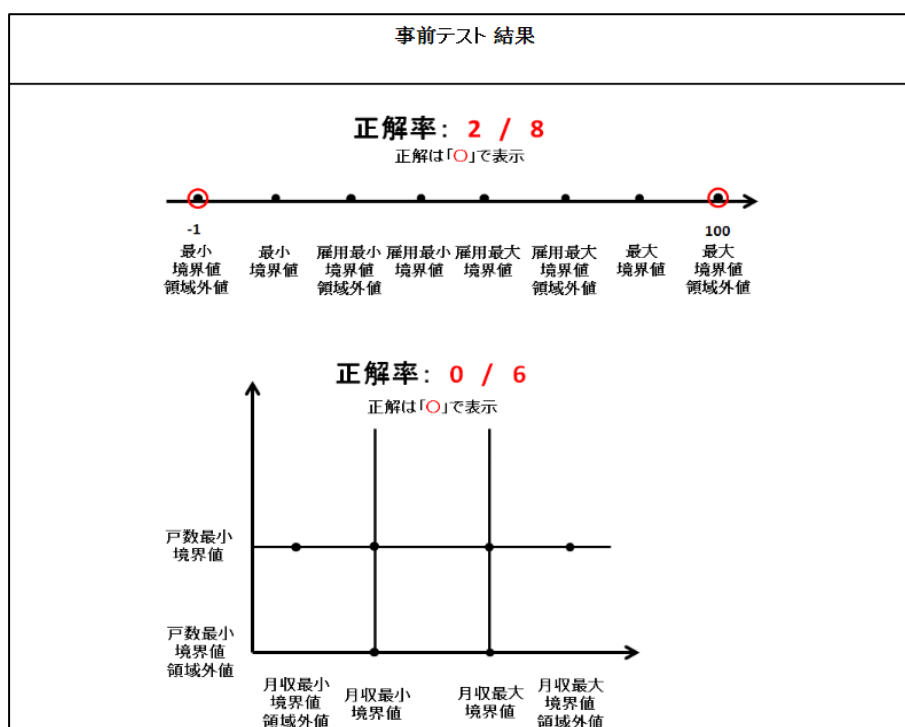 事前テスト 結果
正解率： 2 / 8
正解は「〇」で表示
-1
100
最小
境界値
領域外値
最小
境界値
雇用最小
境界値
領域外値
雇用最小
境界値
雇用最大
境界値
雇用最大
境界値
領域外値
最大
境界値
最大
境界値
領域外値
正解率： 0 / 6
正解は「〇」で表示
戸数最小
境界値
戸数最小
境界値
領域外値
月収最小
境界値
領域外値
月収最小
境界値
月収最大
境界値
月収最大
境界値
領域外値